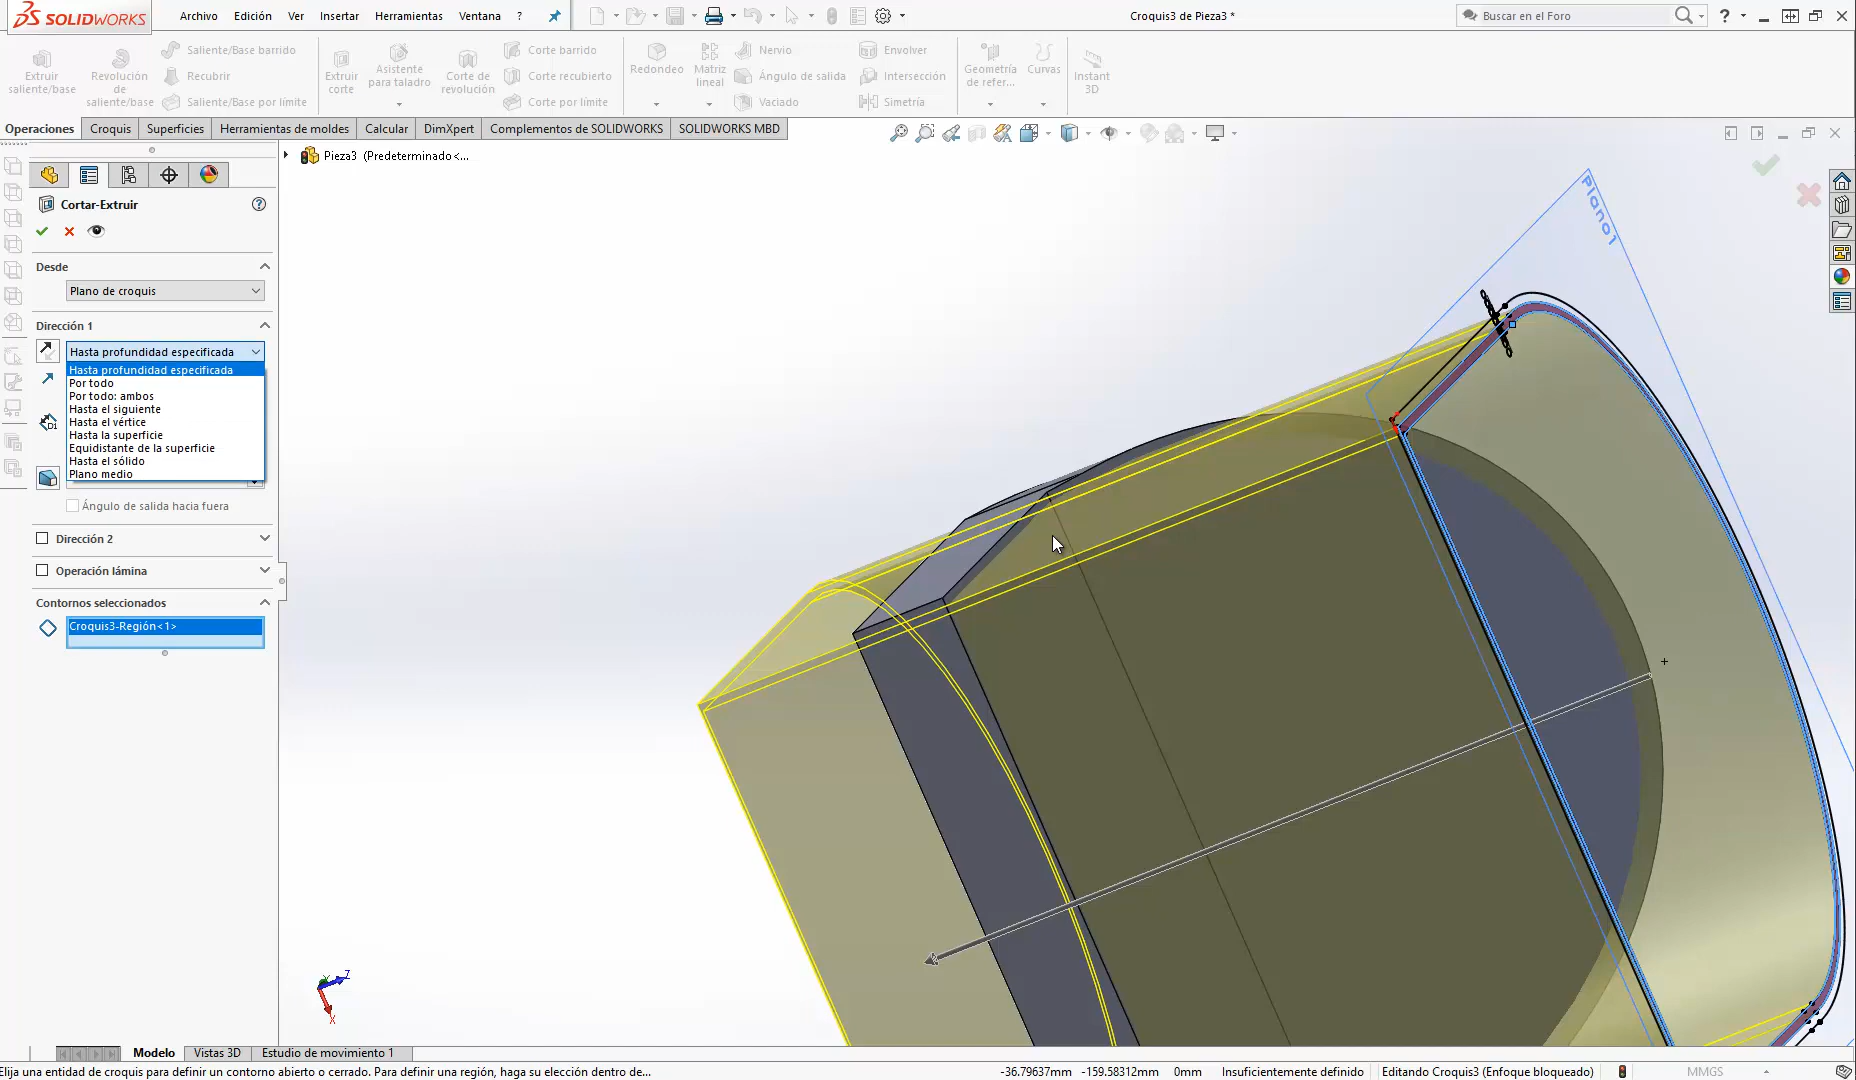 SOLIDWORKS
Archivo
Edición
Ver
Insertar
Herramientas
Ventana
?
Croquis3 de Pieza3 *
Buscar en el Foro
?
Extruir saliente/base
Revolución de saliente/base
Saliente/Base barrido
Recubrir
Saliente/Base por límite
Extruir corte
Asistente para taladro
Corte de revolución
Corte barrido
Corte recubierto
Corte por límite
Redondeo
Matriz lineal
Nervio
Ángulo de salida
Vaciado
Envolver
Intersección
Simetría
Geometría de refer...
Curvas
Instant 3D
Operaciones
Croquis
Superficies
Herramientas de moldes
Calcular
DimXpert
Complementos de SOLIDWORKS
SOLIDWORKS MBD
Pieza3 (Predeterminado<...
Cortar-Extruir
?
Desde
Plano de croquis
Dirección 1
Hasta profundidad especificada
Hasta profundidad especificada
Por todo
Por todo: ambos
Hasta el siguiente
Hasta el vértice
Hasta la superficie
Equidistante de la superficie
Hasta el sólido
Plano medio
D1
Ángulo de salida hacia fuera
Dirección 2
Operación lámina
Contornos seleccionados
Croquis3-Región<1>
Plano1
Y
Z
X
Modelo
Vistas 3D
Estudio de movimiento 1
Elija una entidad de croquis para definir un contorno abierto o cerrado. Para definir una región, haga su elección dentro de...
-36.79637mm
-159.58312mm
0mm
Insuficientemente definido
Editando Croquis3 (Enfoque bloqueado)
MMGS